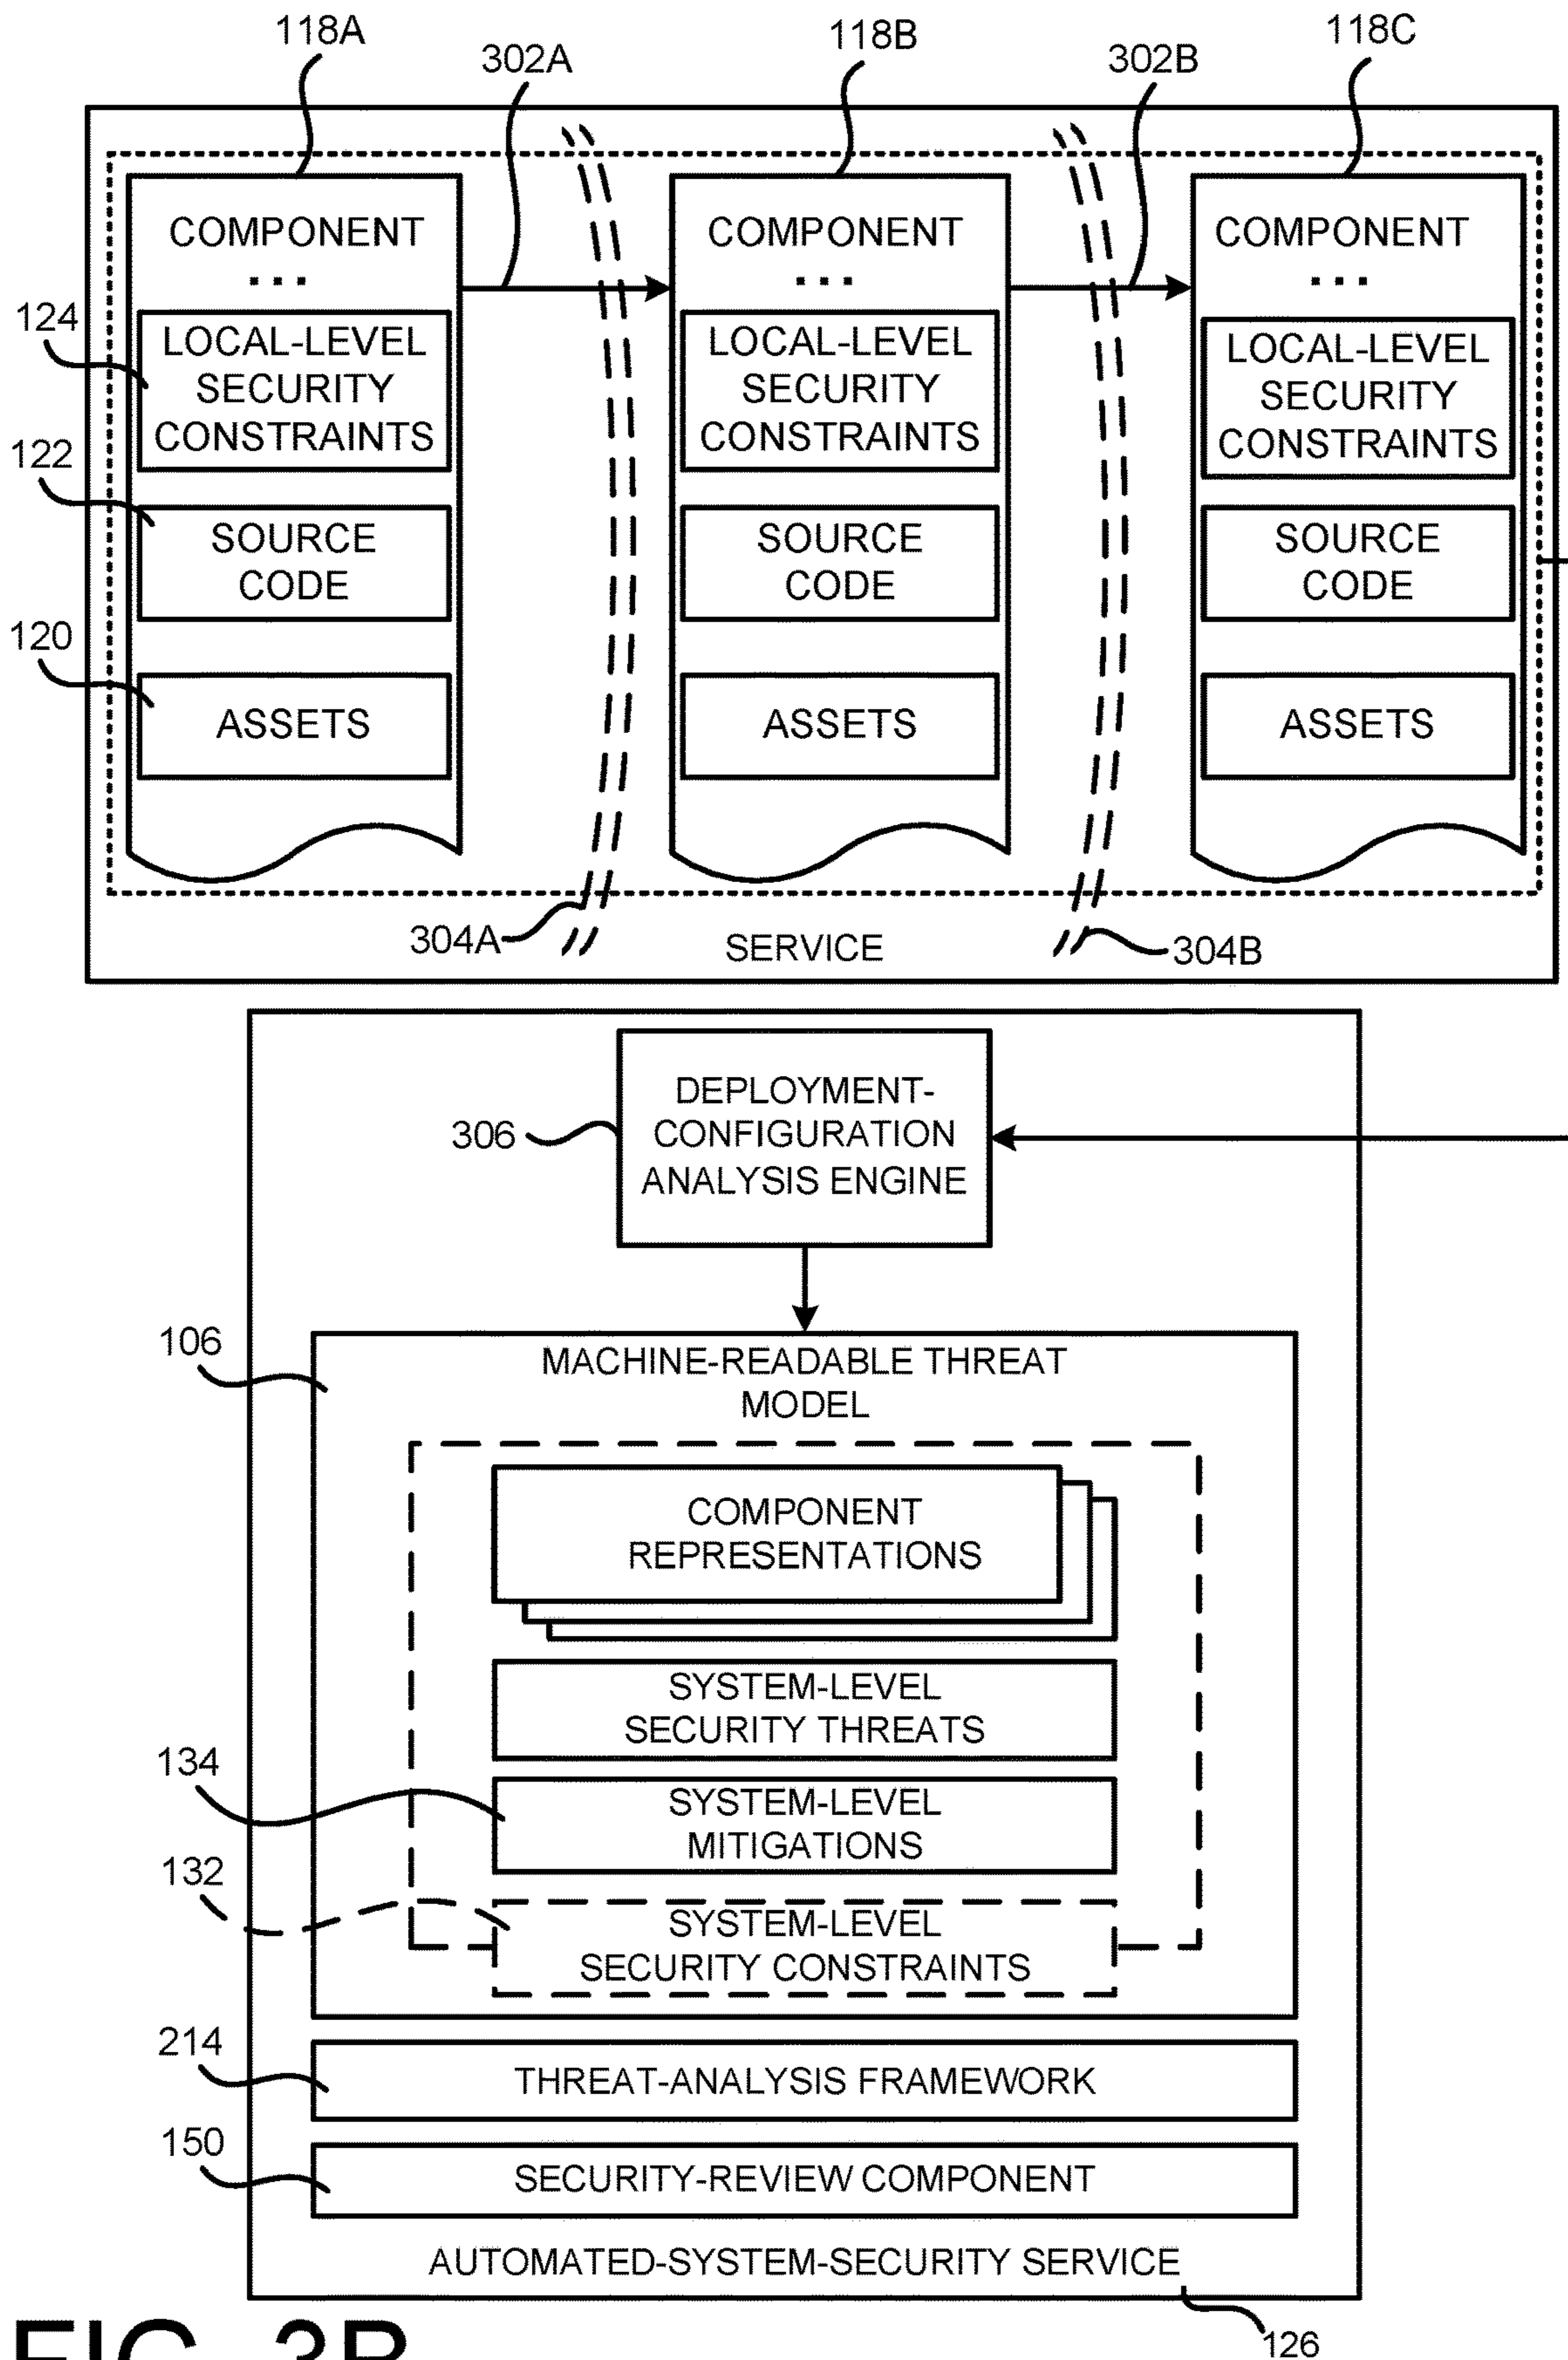 118A
302A
118B
302B
118C
COMPONENT
...
COMPONENT
...
COMPONENT
...
124
LOCAL-LEVEL
SECURITY
CONSTRAINTS
LOCAL-LEVEL
SECURITY
CONSTRAINTS
LOCAL-LEVEL
SECURITY
CONSTRAINTS
122
SOURCE
CODE
SOURCE
CODE
SOURCE
CODE
120
ASSETS
ASSETS
ASSETS
304A
SERVICE
304B
306
DEPLOYMENT-
CONFIGURATION
ANALYSIS ENGINE
106
MACHINE-READABLE THREAT
MODEL
COMPONENT
REPRESENTATIONS
SYSTEM-LEVEL
SECURITY THREATS
134
SYSTEM-LEVEL
MITIGATIONS
132
SYSTEM-LEVEL
SECURITY CONSTRAINTS
214
THREAT-ANALYSIS FRAMEWORK
150
SECURITY-REVIEW COMPONENT
AUTOMATED-SYSTEM-SECURITY SERVICE
126
FIG. 3B